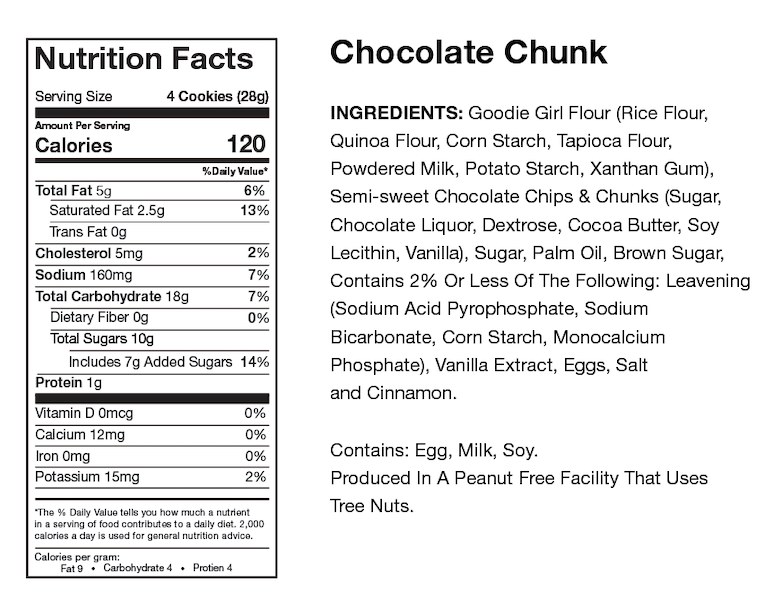 Nutrition Facts
Serving Size 4 Cookies (28g)
Amount Per Serving
Calories 120
%Daily Value*
Total Fat 5g 6%
Saturated Fat 2.5g 13%
Trans Fat 0g
Cholesterol 5mg 2%
Sodium 160mg 7%
Total Carbohydrate 18g 7%
Dietary Fiber 0g 0%
Total Sugars 10g
Includes 7g Added Sugars 14%
Protein 1g
Vitamin D 0mcg 0%
Calcium 12mg 0%
Iron 0mg 0%
Potassium 15mg 2%
*The % Daily Value tells you how much a nutrient
in a serving of food contributes to a daily diet. 2,000
calories a day is used for general nutrition advice.
Calories per gram:
Fat 9 • Carbohydrate 4 • Protien 4
Chocolate Chunk
INGREDIENTS: Goodie Girl Flour (Rice Flour,
Quinoa Flour, Corn Starch, Tapioca Flour,
Powdered Milk, Potato Starch, Xanthan Gum),
Semi-sweet Chocolate Chips & Chunks (Sugar,
Chocolate Liquor, Dextrose, Cocoa Butter, Soy
Lecithin, Vanilla), Sugar, Palm Oil, Brown Sugar,
Contains 2% Or Less Of The Following: Leavening
(Sodium Acid Pyrophosphate, Sodium
Bicarbonate, Corn Starch, Monocalcium
Phosphate), Vanilla Extract, Eggs, Salt
and Cinnamon.
Contains: Egg, Milk, Soy.
Produced In A Peanut Free Facility That Uses
Tree Nuts.